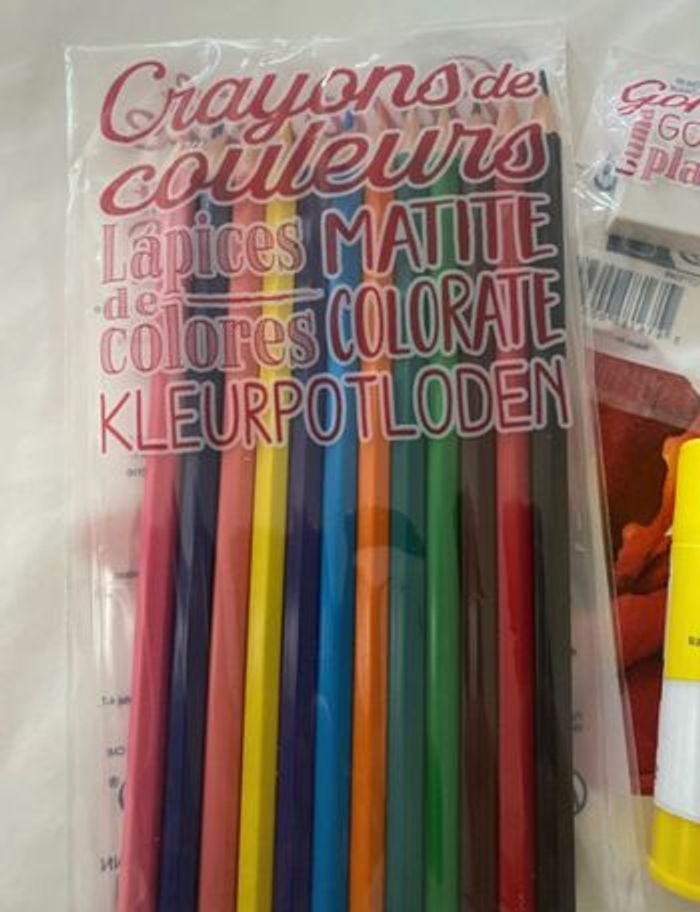 Crayons de
couleurs
Lápices
de
colores
MATITE
COLORATE
KLEURPOTLODEN